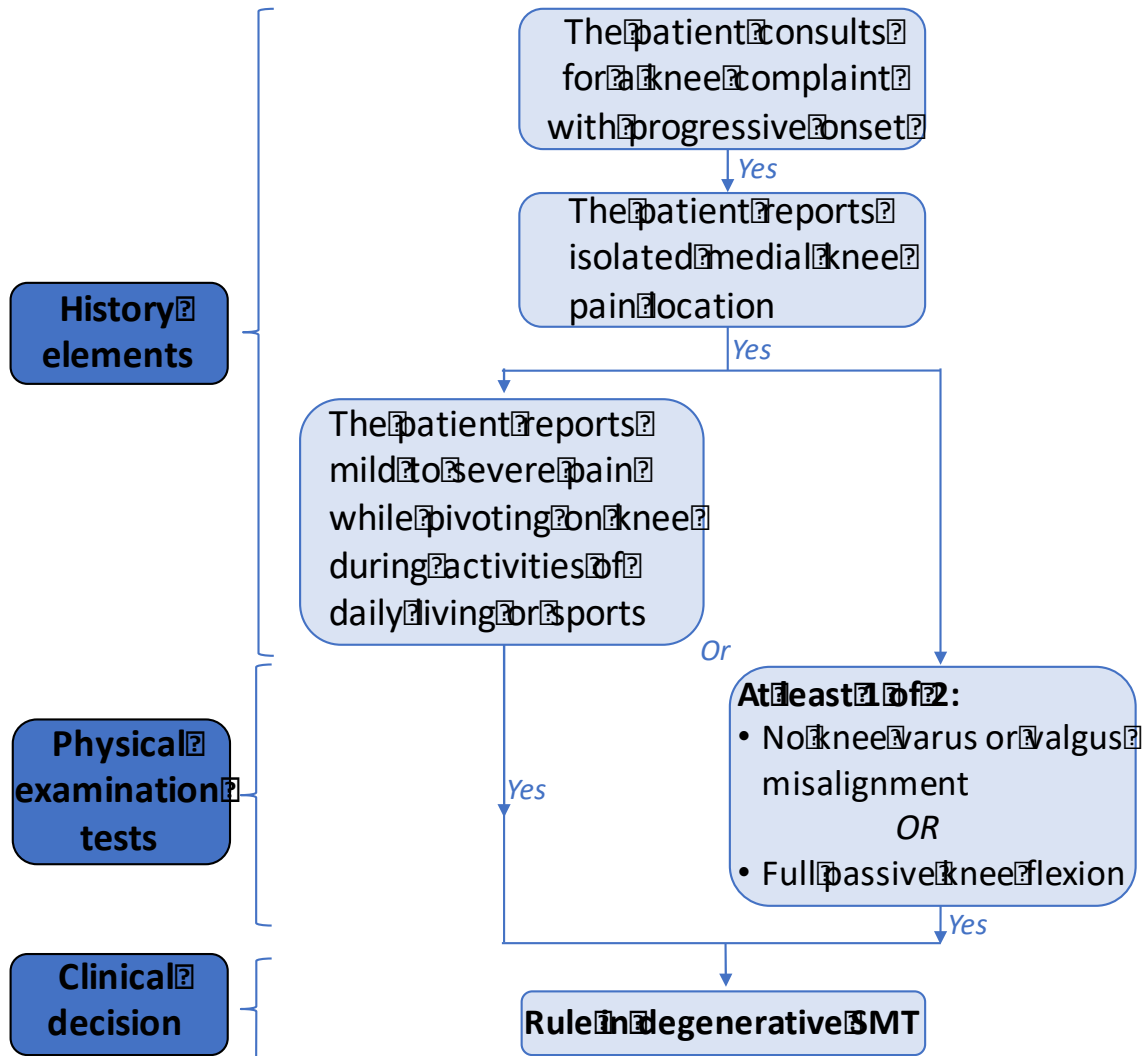 The patient consults
for a knee complaint
with progressive onset
Yes
The patient reports
isolated medial knee
pain location
Yes
History
elements
The patient reports
mild to severe pain
while pivoting on knee
during activities of
daily living or sports
Or
At least 1 of 2:
• No knee varus or valgus
misalignment
OR
• Full passive knee flexion
Physical
examination
tests
Yes
Yes
Clinical
decision
Rule in degenerative SMT